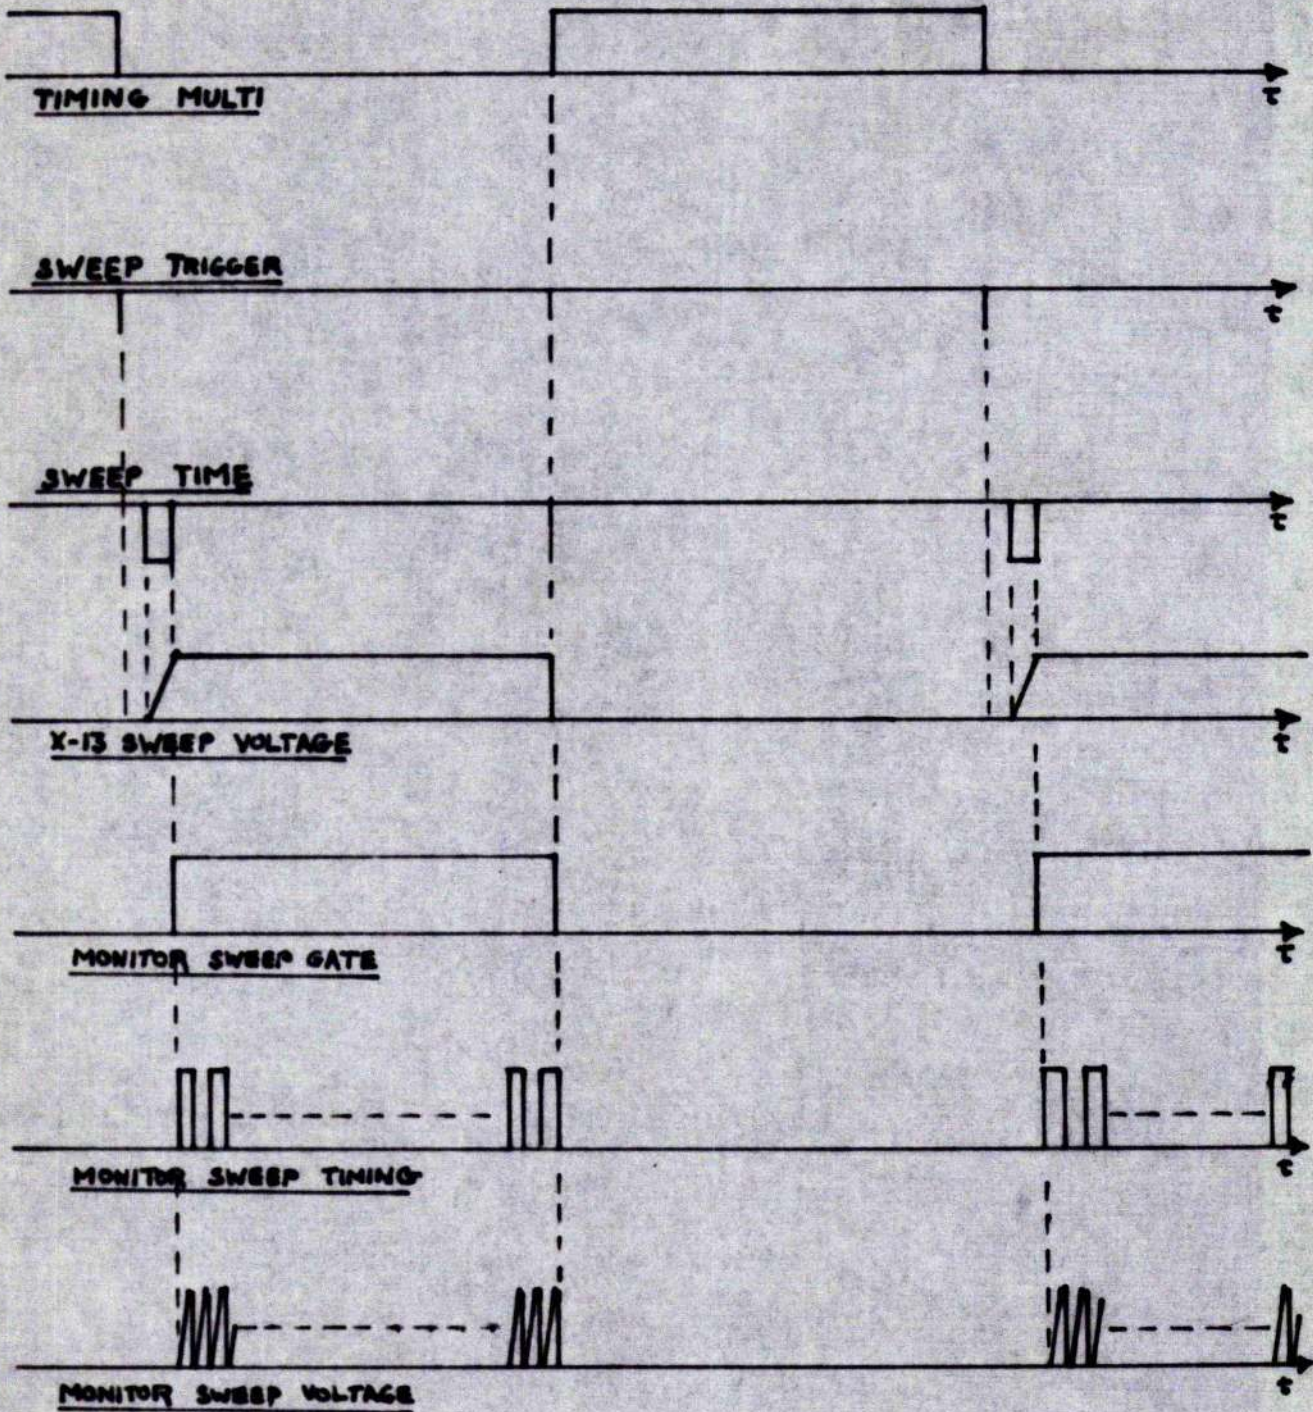 TIMING MULTI
τ
SWEEP TRIGGER
τ
SWEEP TIME
τ
X-13 SWEEP VOLTAGE
τ
MONITOR SWEEP GATE
τ
MONITOR SWEEP TIMING
τ
MONITOR SWEEP VOLTAGE
τ